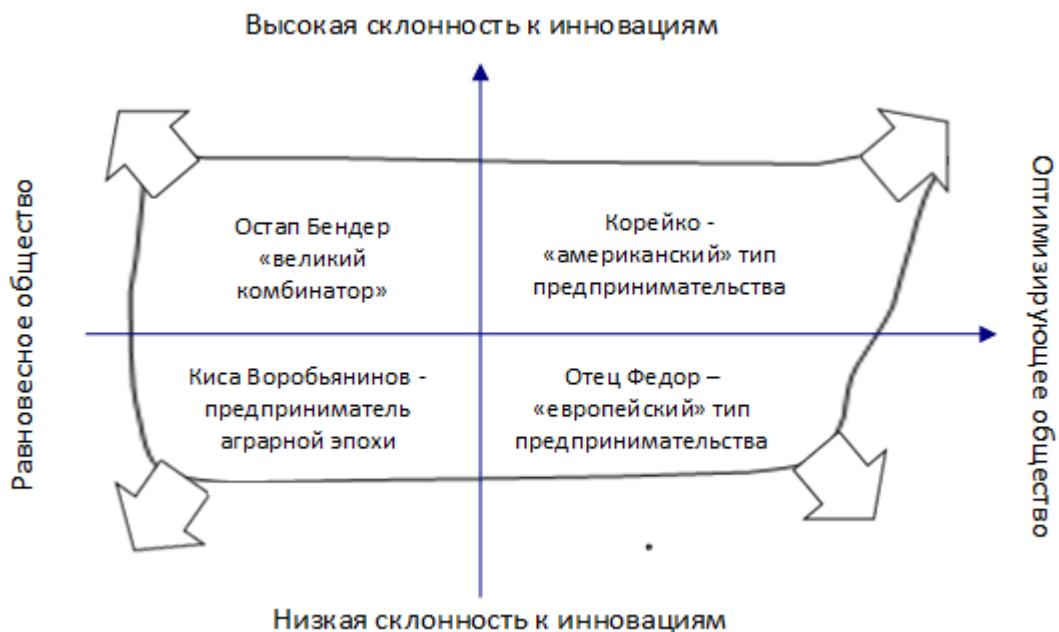 Высокая склонность к инновациям
Равновесное общество
Остап Бендер
«великий
комбинатор»
Корейко -
«американский» тип
предпринимательства
Оптимизирующее общество
Киса Воробьянинов -
предприниматель
аграрной эпохи
Отец Федор –
«европейский» тип
предпринимательства
Низкая склонность к инновациям